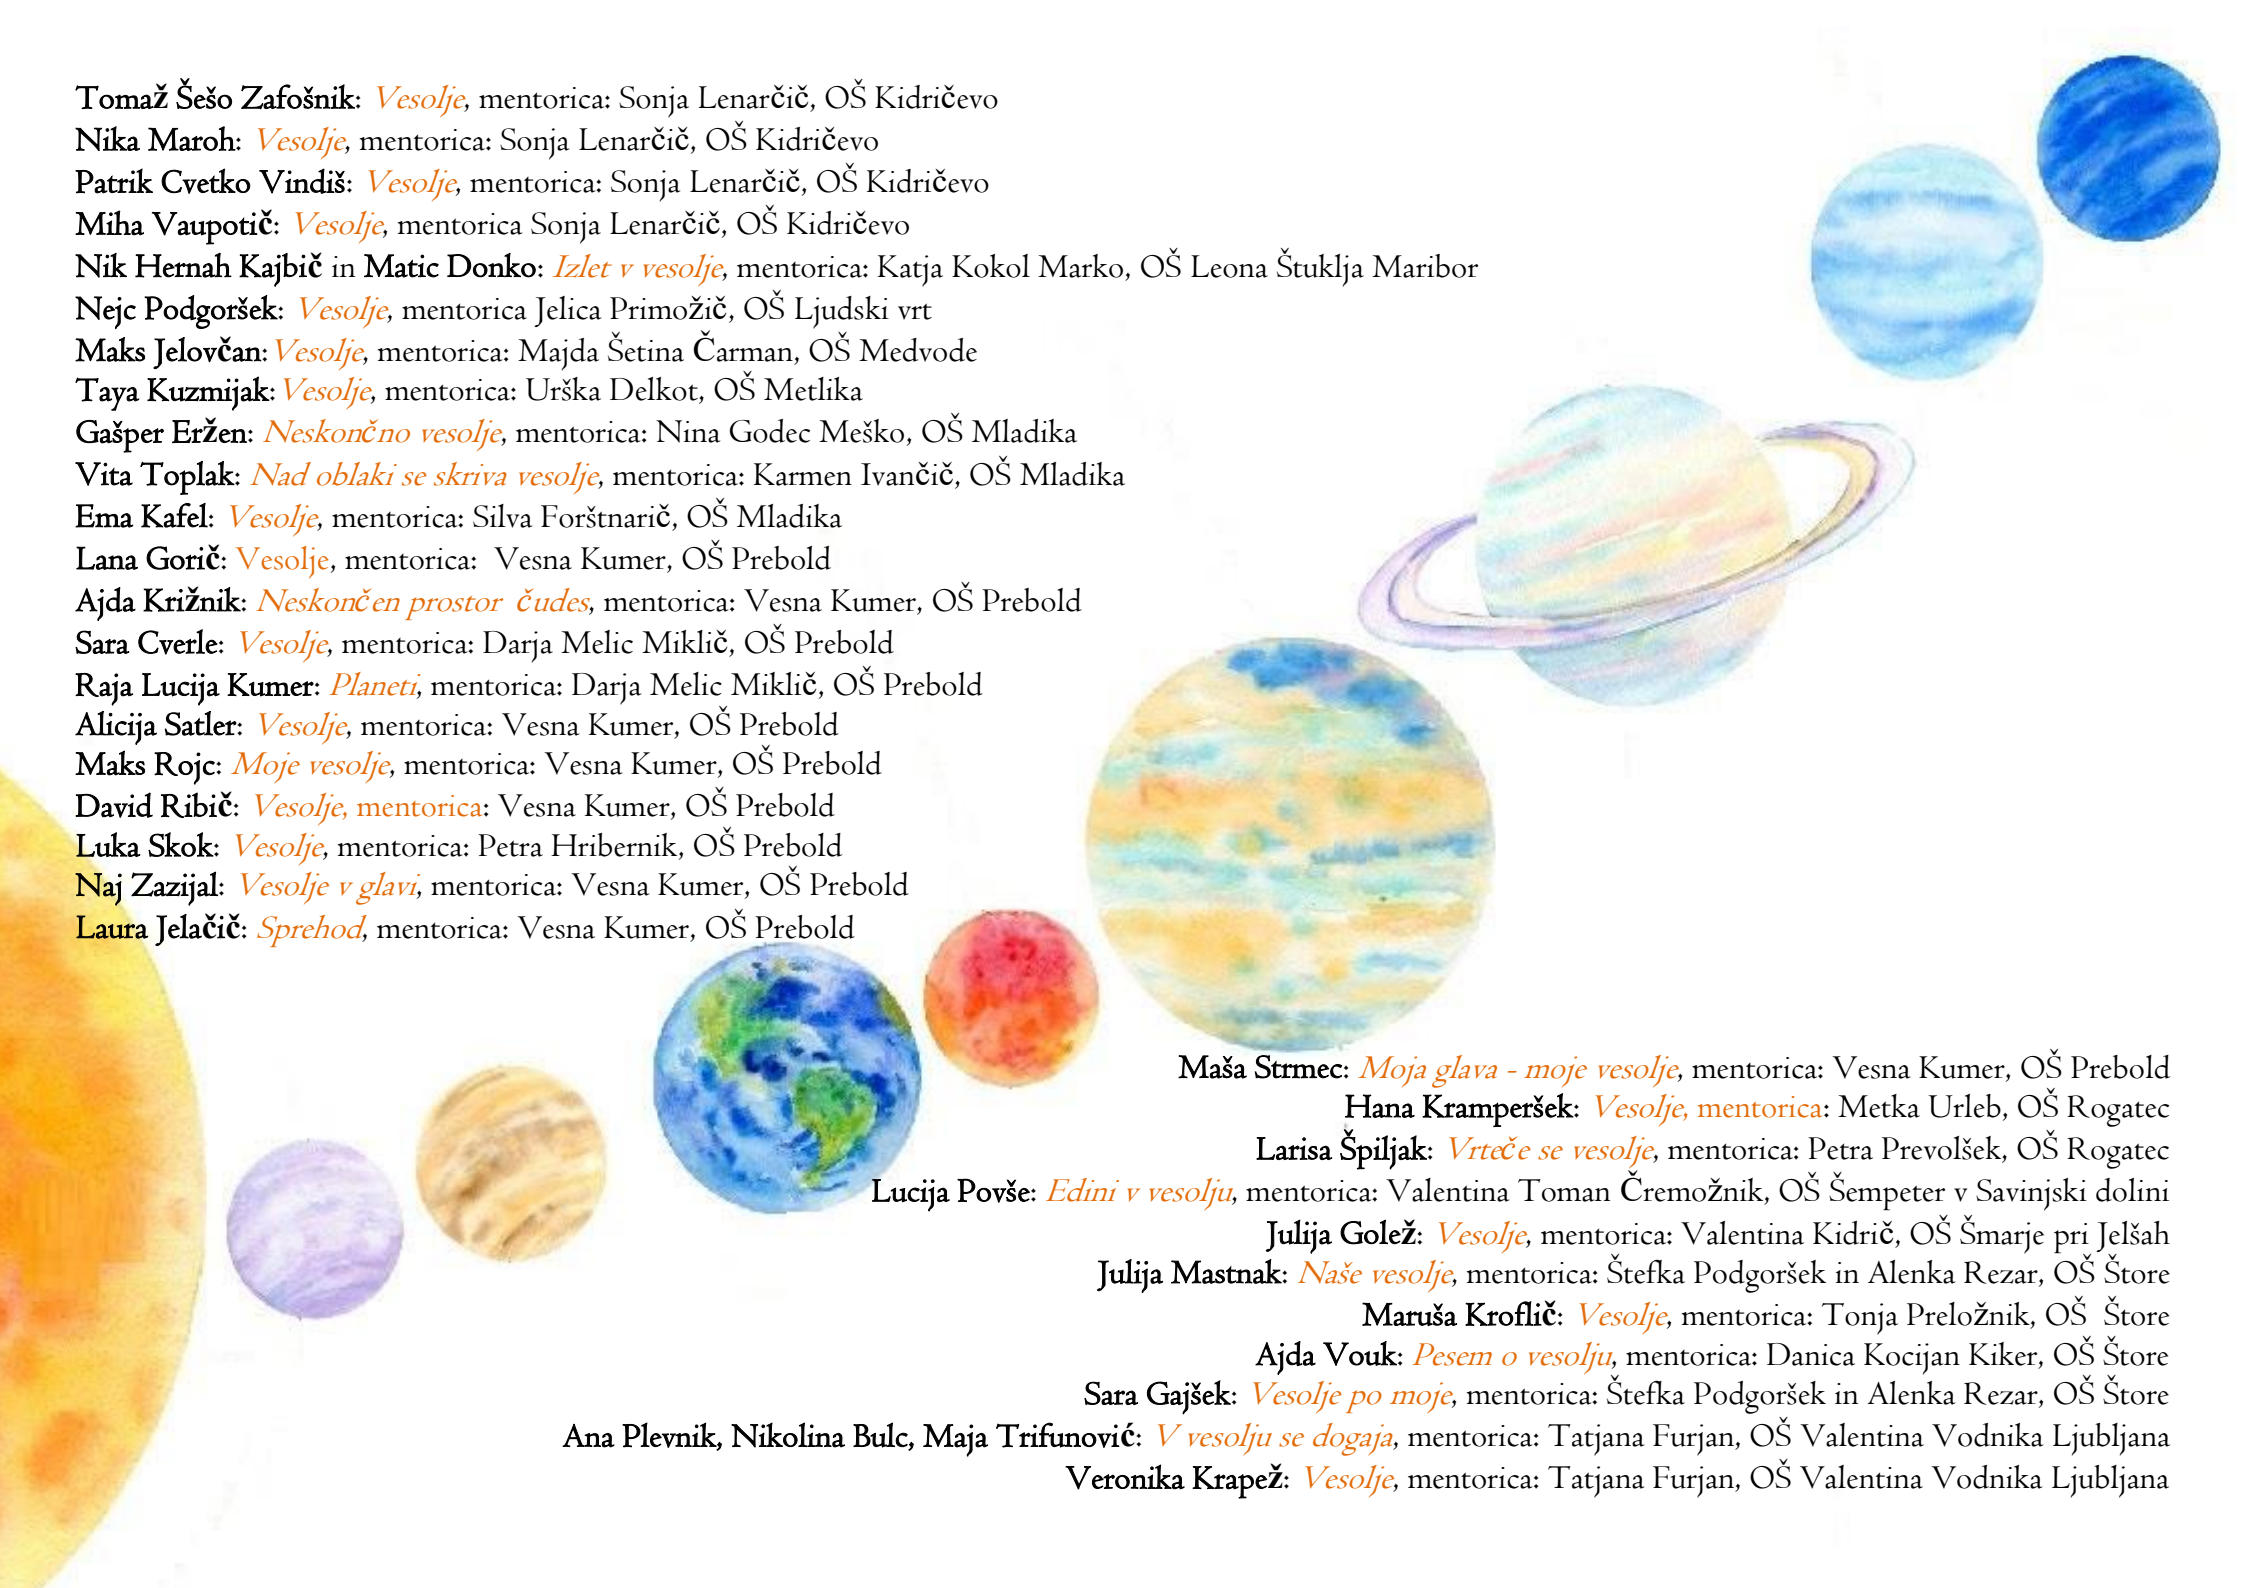 Tomaž Šešo Zafošnik: Vesolje, mentorica: Sonja Lenarčič, OŠ Kidričevo
Nika Maroh: Vesolje, mentorica: Sonja Lenarčič, OŠ Kidričevo
Patrik Cvetko Vindiš: Vesolje, mentorica: Sonja Lenarčič, OŠ Kidričevo
Miha Vaupotič: Vesolje, mentorica Sonja Lenarčič, OŠ Kidričevo
Nik Hernah Kajbič in Matic Donko: Izlet v vesolje, mentorica: Katja Kokol Marko, OŠ Leona Štuklja Maribor
Nejc Podgoršek: Vesolje, mentorica Jelica Primožič, OŠ Ljudski vrt
Maks Jelovčan: Vesolje, mentorica: Majda Šetina Čarman, OŠ Medvode
Taya Kuzmijak: Vesolje, mentorica: Urška Delkot, OŠ Metlika
Gašper Eržen: Neskončno vesolje, mentorica: Nina Godec Meško, OŠ Mladika
Vita Toplak: Nad oblaki se skriva vesolje, mentorica: Karmen Ivančič, OŠ Mladika
Ema Kafel: Vesolje, mentorica: Silva Forštnarič, OŠ Mladika
Lana Gorič: Vesolje, mentorica: Vesna Kumer, OŠ Prebold
Ajda Križnik: Neskončen prostor čudes, mentorica: Vesna Kumer, OŠ Prebold
Sara Cverle: Vesolje, mentorica: Darja Melic Miklič, OŠ Prebold
Raja Lucija Kumer: Planeti, mentorica: Darja Melic Miklič, OŠ Prebold
Alicija Satler: Vesolje, mentorica: Vesna Kumer, OŠ Prebold
Maks Rojc: Moje vesolje, mentorica: Vesna Kumer, OŠ Prebold
David Ribič: Vesolje, mentorica: Vesna Kumer, OŠ Prebold
Luka Skok: Vesolje, mentorica: Petra Hribernik, OŠ Prebold
Naj Zazijal: Vesolje v glavi, mentorica: Vesna Kumer, OŠ Prebold
Laura Jelačič: Sprehod, mentorica: Vesna Kumer, OŠ Prebold
Maša Strmec: Moja glava - moje vesolje, mentorica: Vesna Kumer, OŠ Prebold
Hana Kramperšek: Vesolje, mentorica: Metka Urleb, OŠ Rogatec
Larisa Špiljak: Vrteče se vesolje, mentorica: Petra Prevolšek, OŠ Rogatec
Lucija Povše: Edini v vesolju, mentorica: Valentina Toman Čremožnik, OŠ Šempeter v Savinjski dolini
Julija Golež: Vesolje, mentorica: Valentina Kidrič, OŠ Šmarje pri Jelšah
Julija Mastnak: Naše vesolje, mentorica: Štefka Podgoršek in Alenka Rezar, OŠ Štore
Maruša Kroflič: Vesolje, mentorica: Tonja Preložnik, OŠ Štore
Ajda Vouk: Pesem o vesolju, mentorica: Danica Kocijan Kiker, OŠ Štore
Sara Gajšek: Vesolje po moje, mentorica: Štefka Podgoršek in Alenka Rezar, OŠ Štore
Ana Plevnik, Nikolina Bulc, Maja Trifunović: V vesolju se dogaja, mentorica: Tatjana Furjan, OŠ Valentina Vodnika Ljubljana
Veronika Krapež: Vesolje, mentorica: Tatjana Furjan, OŠ Valentina Vodnika Ljubljana